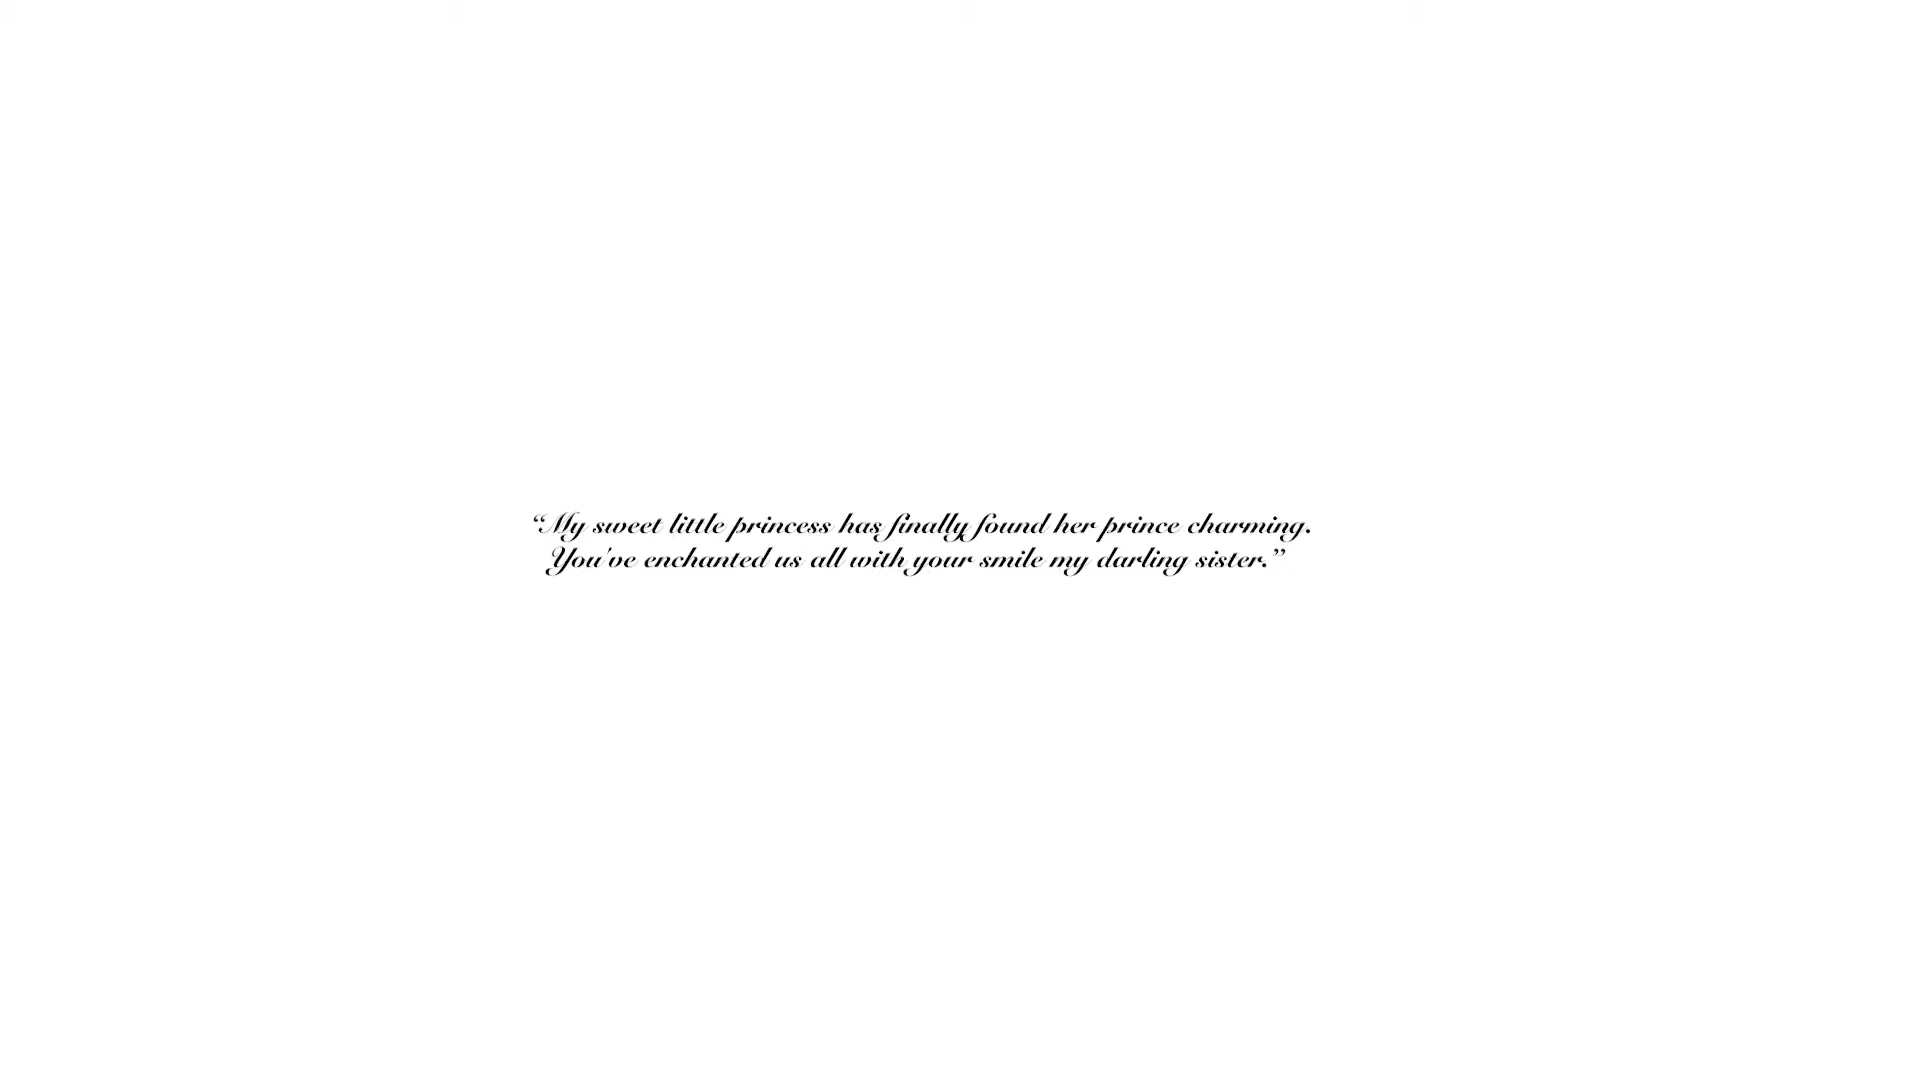 “My sweet little princess has finally found her prince charming.
You've enchanted us all with your smile my darling sister.”